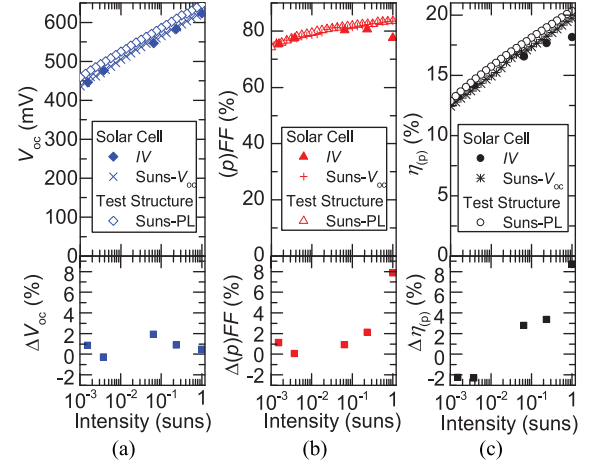 600
500
400
300
200
100
0
V_oc (mV)
Solar Cell
IV
Suns-V_oc
Test Structure
Suns-PL
8
6
4
2
0
-2
ΔV_oc (%)
10^-3 10^-2 10^-1 1
Intensity (suns)
(a)
80
60
40
20
0
(p)FF (%)
Solar Cell
IV
Suns-V_oc
Test Structure
Suns-PL
8
6
4
2
0
-2
Δ(p)FF (%)
10^-3 10^-2 10^-1 1
Intensity (suns)
(b)
20
15
10
5
0
η_(p) (%)
Solar Cell
IV
Suns-V_oc
Test Structure
Suns-PL
8
6
4
2
0
-2
Δη_(p) (%)
10^-3 10^-2 10^-1 1
Intensity (suns)
(c)